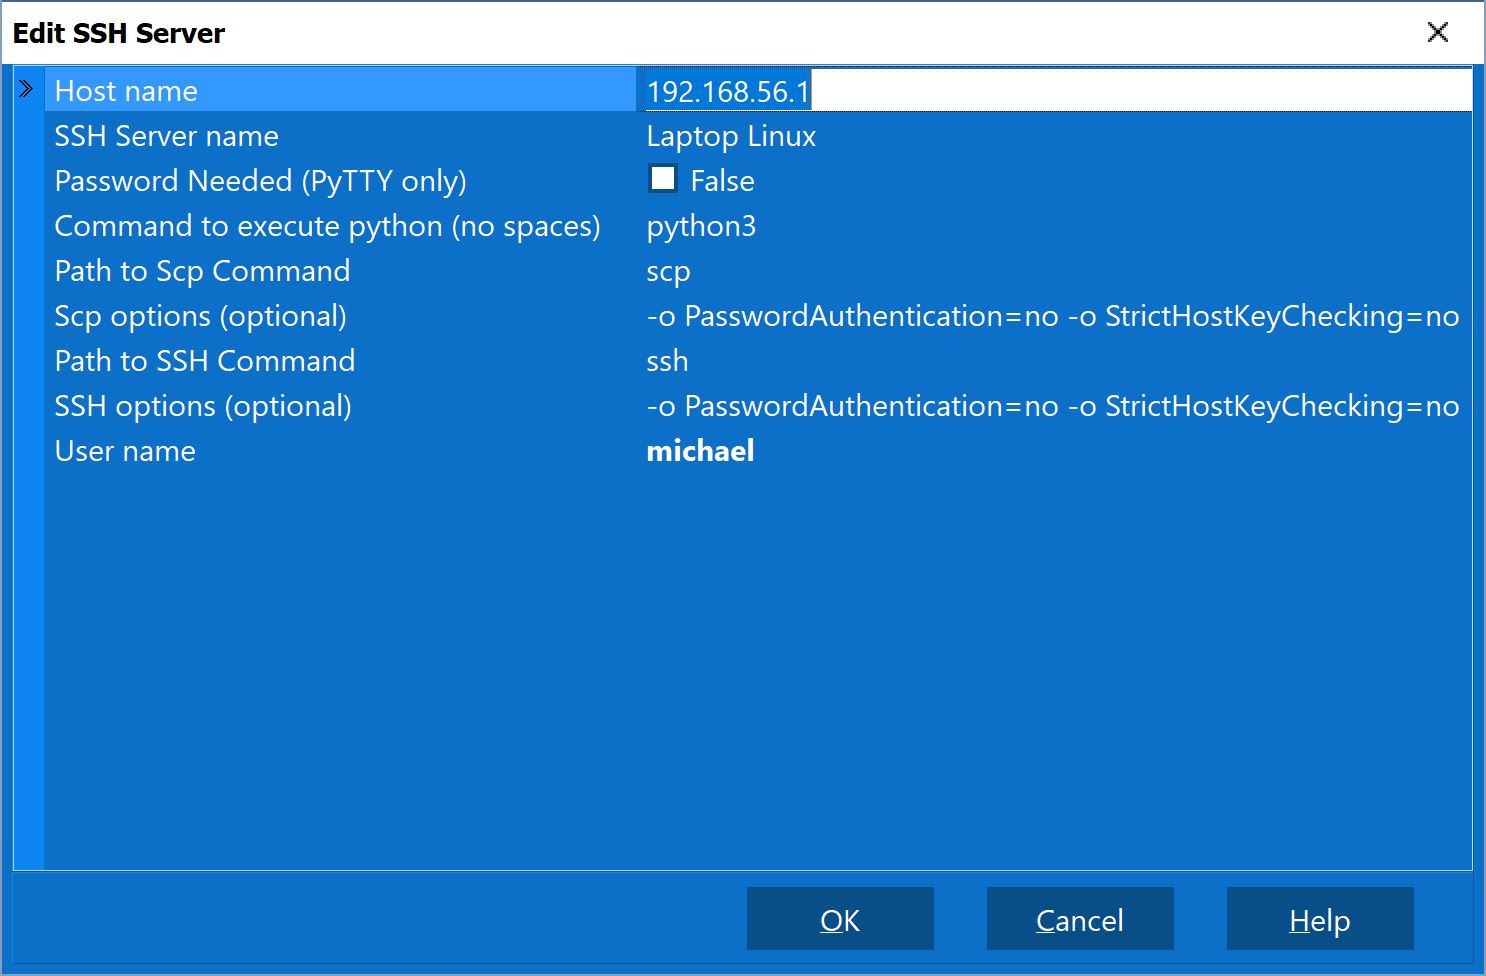 Edit SSH Server
Host name 192.168.56.1
SSH Server name Laptop Linux
Password Needed (PyTTY only) False
Command to execute python (no spaces) python3
Path to Scp Command scp
Scp options (optional) -o PasswordAuthentication=no -o StrictHostKeyChecking=no
Path to SSH Command ssh
SSH options (optional) -o PasswordAuthentication=no -o StrictHostKeyChecking=no
User name michael
OK Cancel Help